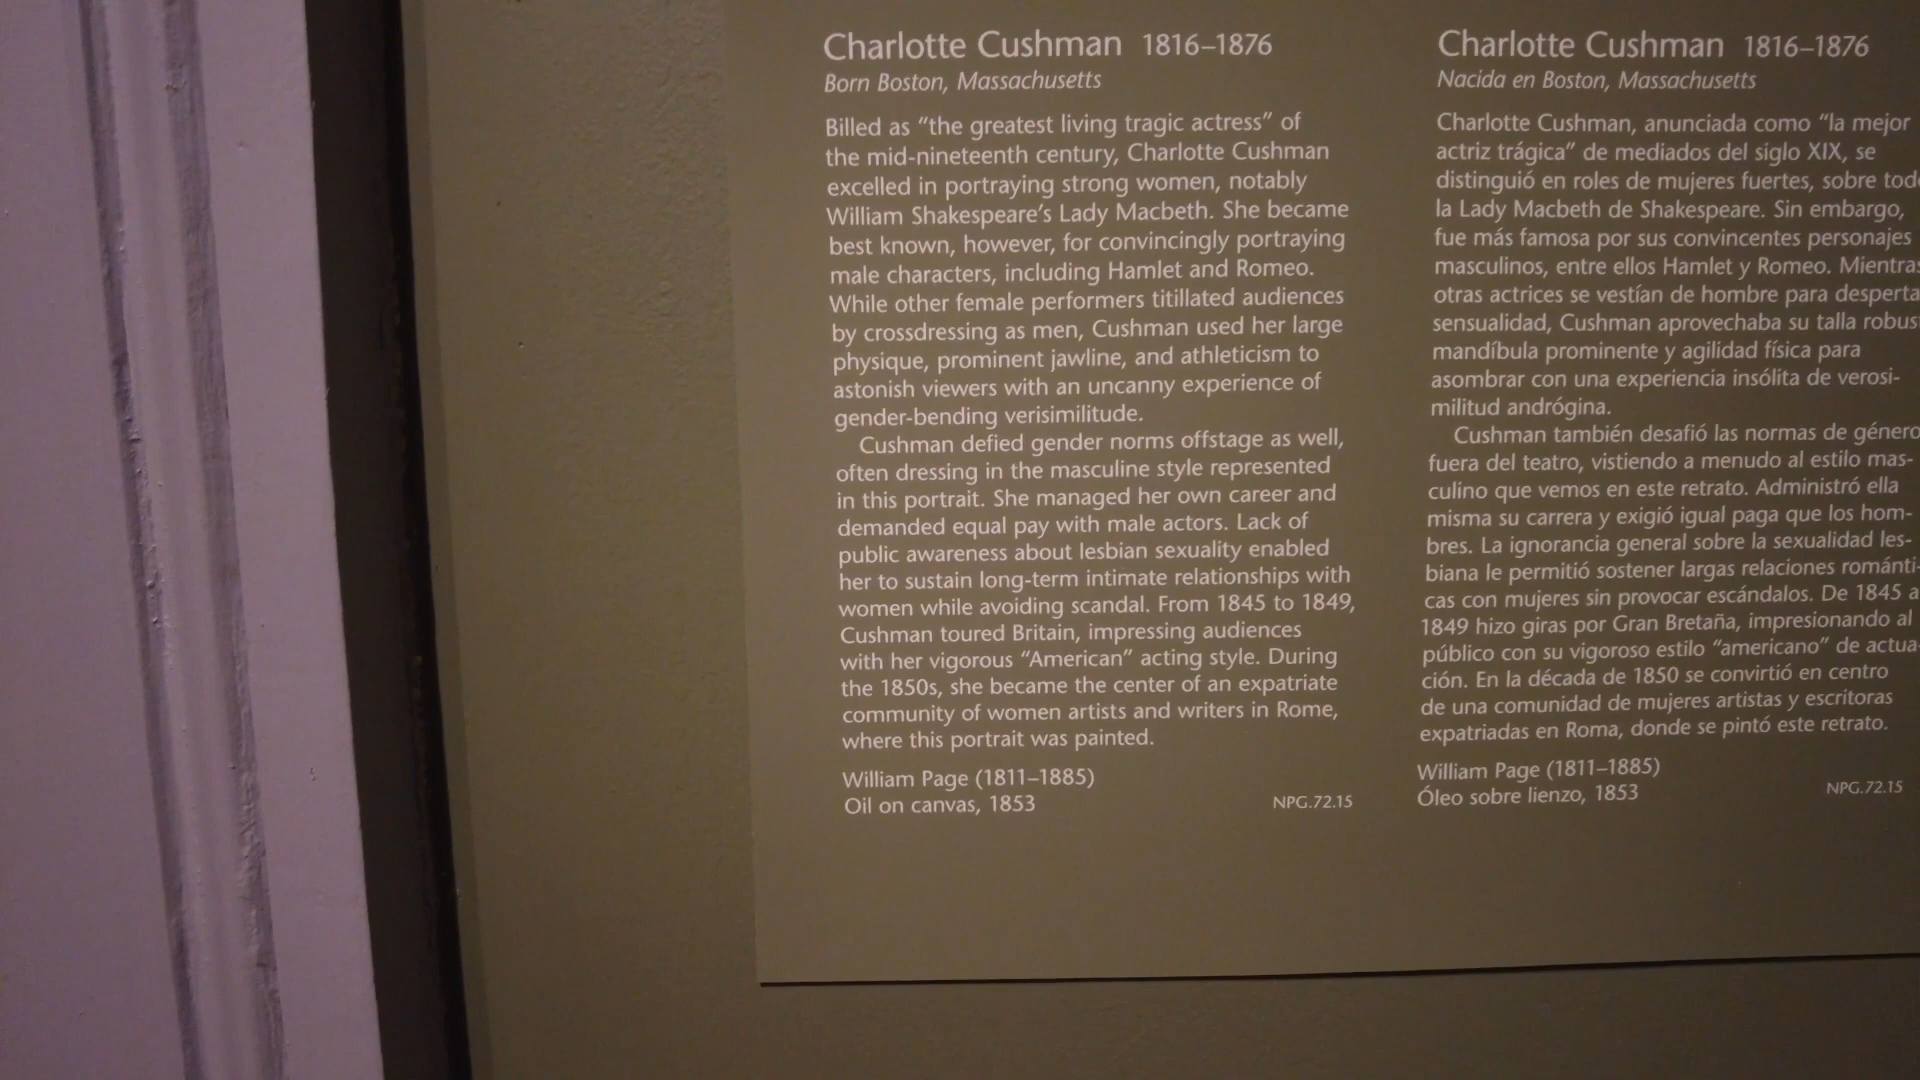 Charlotte Cushman 1816–1876
Born Boston, Massachusetts
Billed as “the greatest living tragic actress” of
the mid-nineteenth century, Charlotte Cushman
excelled in portraying strong women, notably
William Shakespeare’s Lady Macbeth. She became
best known, however, for convincingly portraying
male characters, including Hamlet and Romeo.
While other female performers titillated audiences
by crossdressing as men, Cushman used her large
physique, prominent jawline, and athleticism to
astonish viewers with an uncanny experience of
gender-bending verisimilitude.
Cushman defied gender norms offstage as well,
often dressing in the masculine style represented
in this portrait. She managed her own career and
demanded equal pay with male actors. Lack of
public awareness about lesbian sexuality enabled
her to sustain long-term intimate relationships with
women while avoiding scandal. From 1845 to 1849,
Cushman toured Britain, impressing audiences
with her vigorous “American” acting style. During
the 1850s, she became the center of an expatriate
community of women artists and writers in Rome,
where this portrait was painted.
William Page (1811–1885)
Oil on canvas, 1853
NPG.72.15
Charlotte Cushman 1816–1876
Nacida en Boston, Massachusetts
Charlotte Cushman, anunciada como “la mejor
actriz trágica” de mediados del siglo XIX, se
distinguió en roles de mujeres fuertes, sobre
la Lady Macbeth de Shakespeare. Sin embargo,
fue más famosa por sus convincentes personajes
masculinos, entre ellos Hamlet y Romeo.
otras actrices se vestían de hombre para
sensualidad, Cushman aprovechaba su talla
mandíbula prominente y agilidad física para
asombrar con una experiencia insólita de verosi-
militud andrógina.
Cushman también desafió las normas de género
fuera del teatro, vistiendo a menudo al estilo mas-
culino que vemos en este retrato. Administró ella
misma su carrera y exigió igual paga que los hom-
bres. La ignorancia general sobre la sexualidad les-
biana le permitió sostener largas relaciones románti-
cas con mujeres sin provocar escándalos. De 1845 a
1849 hizo giras por Gran Bretaña, impresionando al
público con su vigoroso estilo “americano” de actua-
ción. En la década de 1850 se convirtió en centro
de una comunidad de mujeres artistas y escritoras
expatriadas en Roma, donde se pintó este retrato.
William Page (1811–1885)
Óleo sobre lienzo, 1853
NPG.72.15